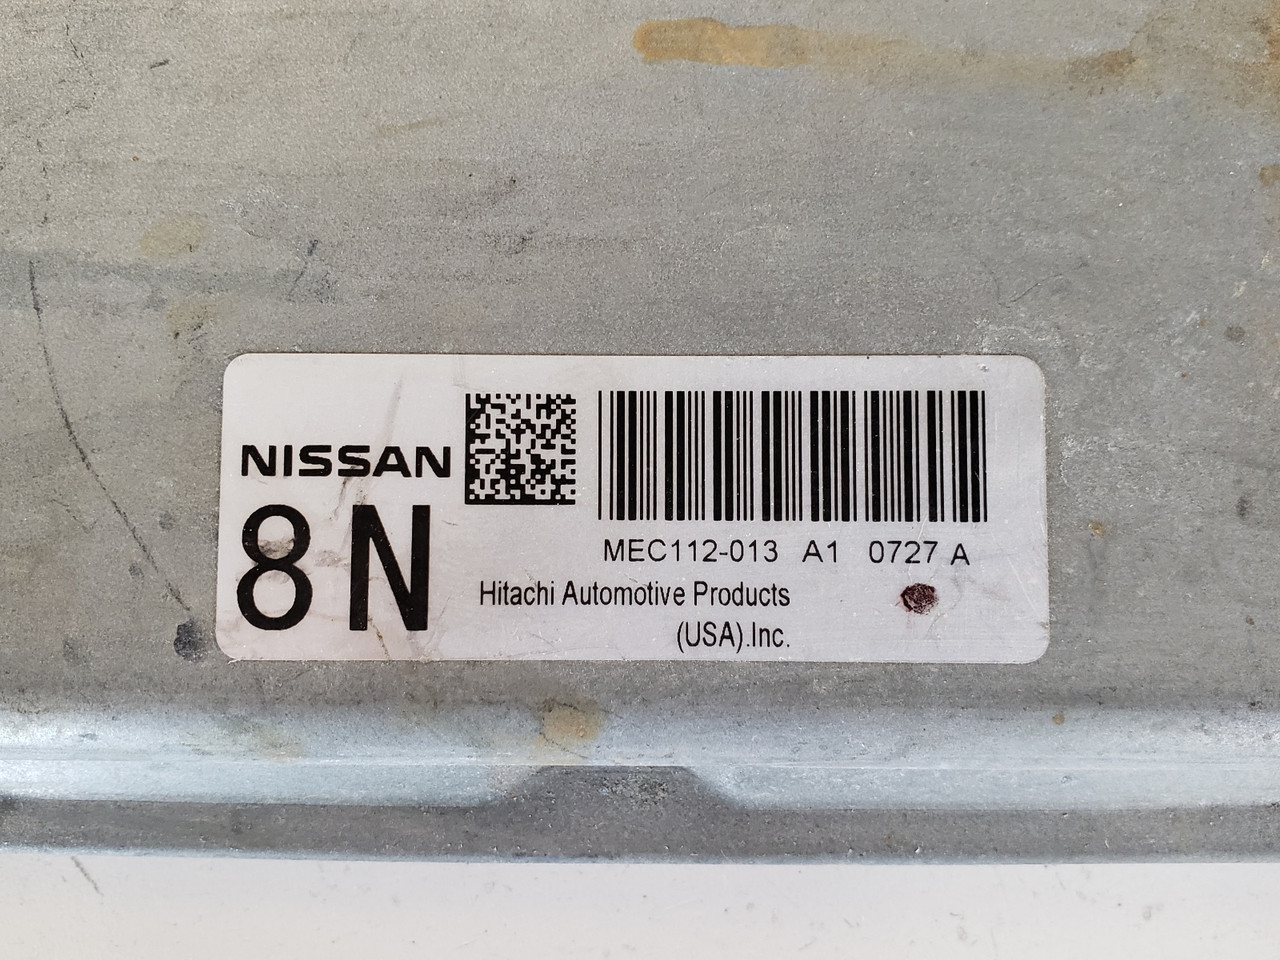 NISSAN
8N
MEC112-013 A1 0727 A
Hitachi Automotive Products
(USA).Inc.